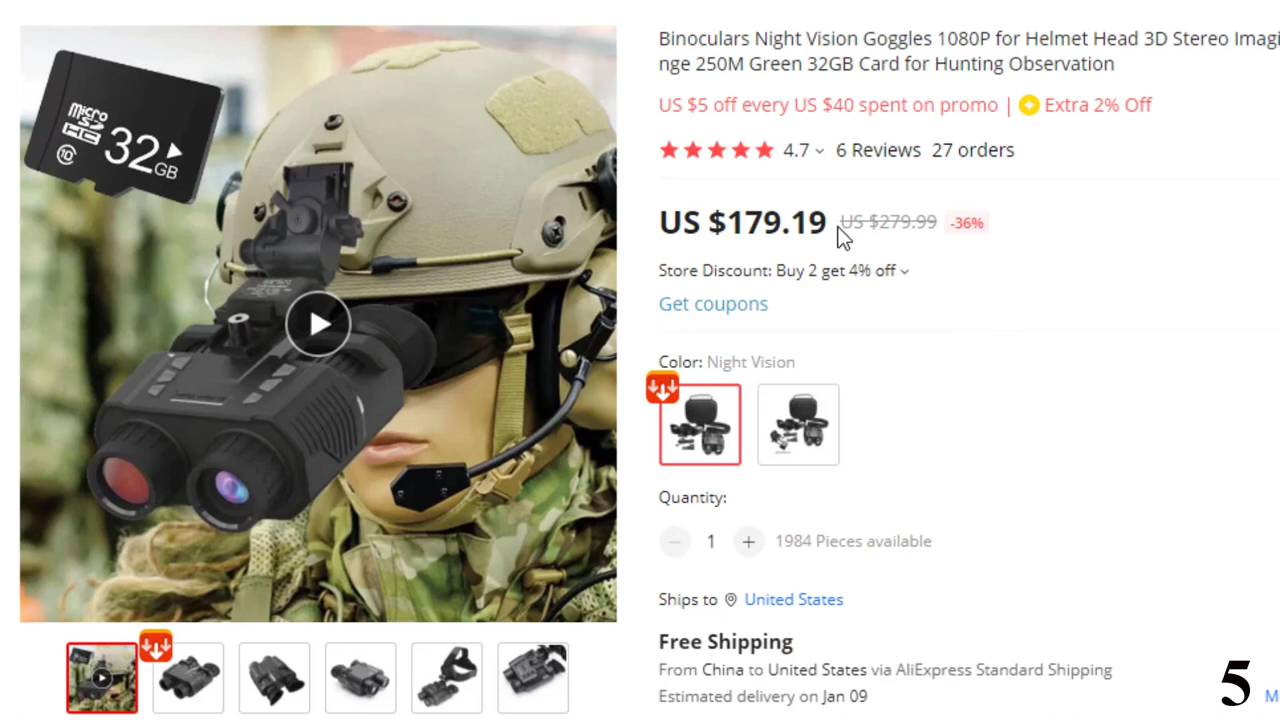 Micro
SD
HC
32
GB
10
Binoculars Night Vision Goggles 1080P for Helmet Head 3D Stereo Imagi
nge 250M Green 32GB Card for Hunting Observation
US $5 off every US $40 spent on promo | Extra 2% Off
4.7 6 Reviews 27 orders
US $179.19 US $279.99 -36%
Store Discount: Buy 2 get 4% off
Get coupons
Color: Night Vision
Quantity:
1 1984 Pieces available
Ships to United States
Free Shipping
From China to United States via AliExpress Standard Shipping
Estimated delivery on Jan 09
5
M